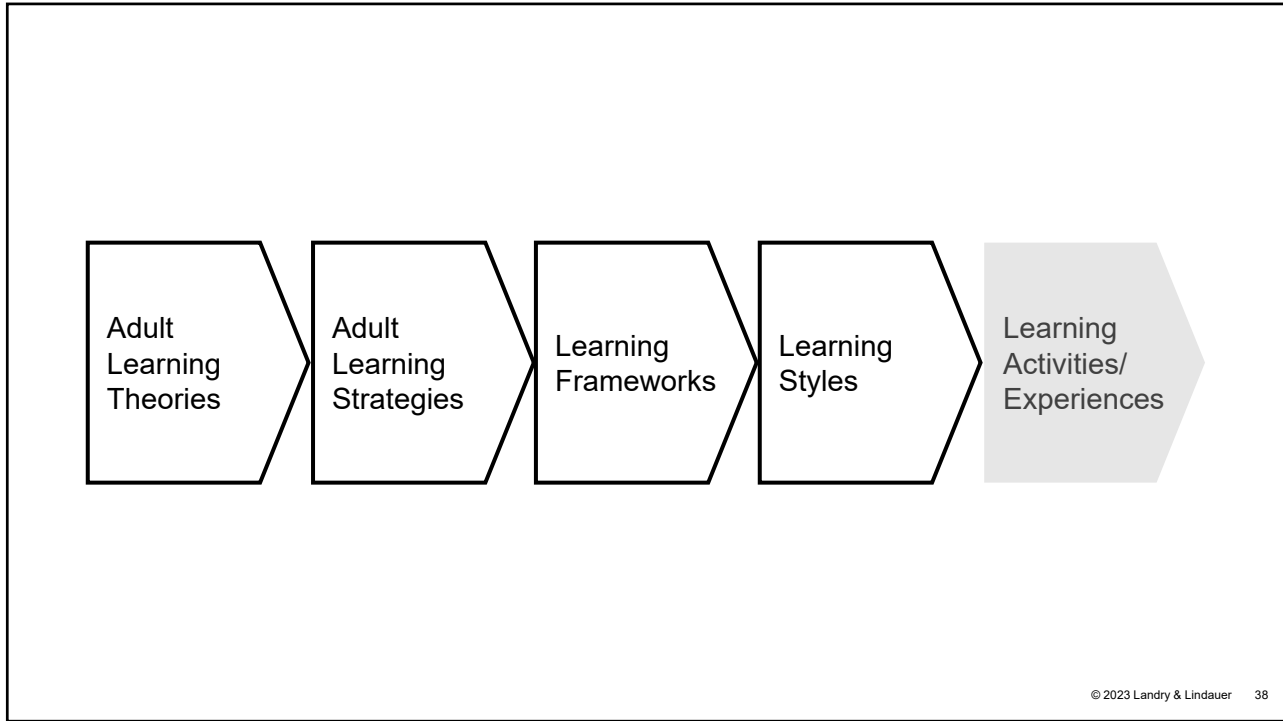 Adult
Learning
Theories
Adult
Learning
Strategies
Learning
Frameworks
Learning
Styles
Learning
Activities/
Experiences
© 2023 Landry & Lindauer 38